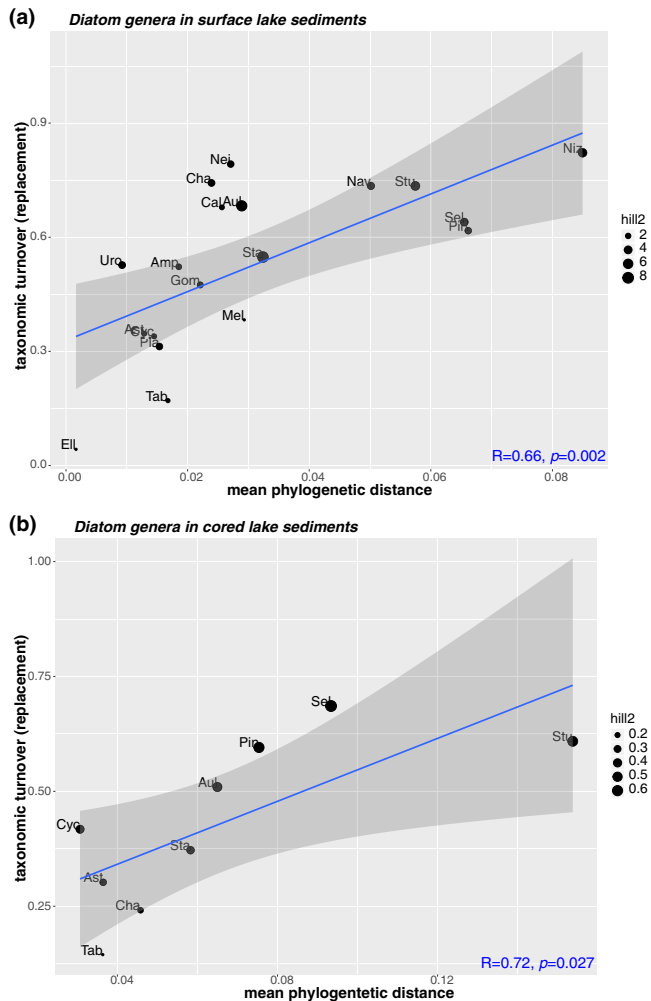 (a)
Diatom genera in surface lake sediments
taxonomic turnover (replacement)
0.9
0.6
0.3
0.0
Nei
Cha
Cal
Aul
Nav
Stu
Niz
Sel
Pin
Sta
Uro
Amp
Gom
Mel
Ast
Cyc
Pla
Tab
Ell
R=0.66, p=0.002
0.00 0.02 0.04 0.06 0.08
mean phylogenetic distance
hill2
2
4
6
8
(b)
Diatom genera in cored lake sediments
taxonomic turnover (replacement)
1.00
0.75
0.50
0.25
Sel
Pin
Stu
Aul
Cyc
Sta
Ast
Cha
Tab
R=0.72, p=0.027
0.04 0.08 0.12
mean phylogentetic distance
hill2
0.2
0.3
0.4
0.5
0.6